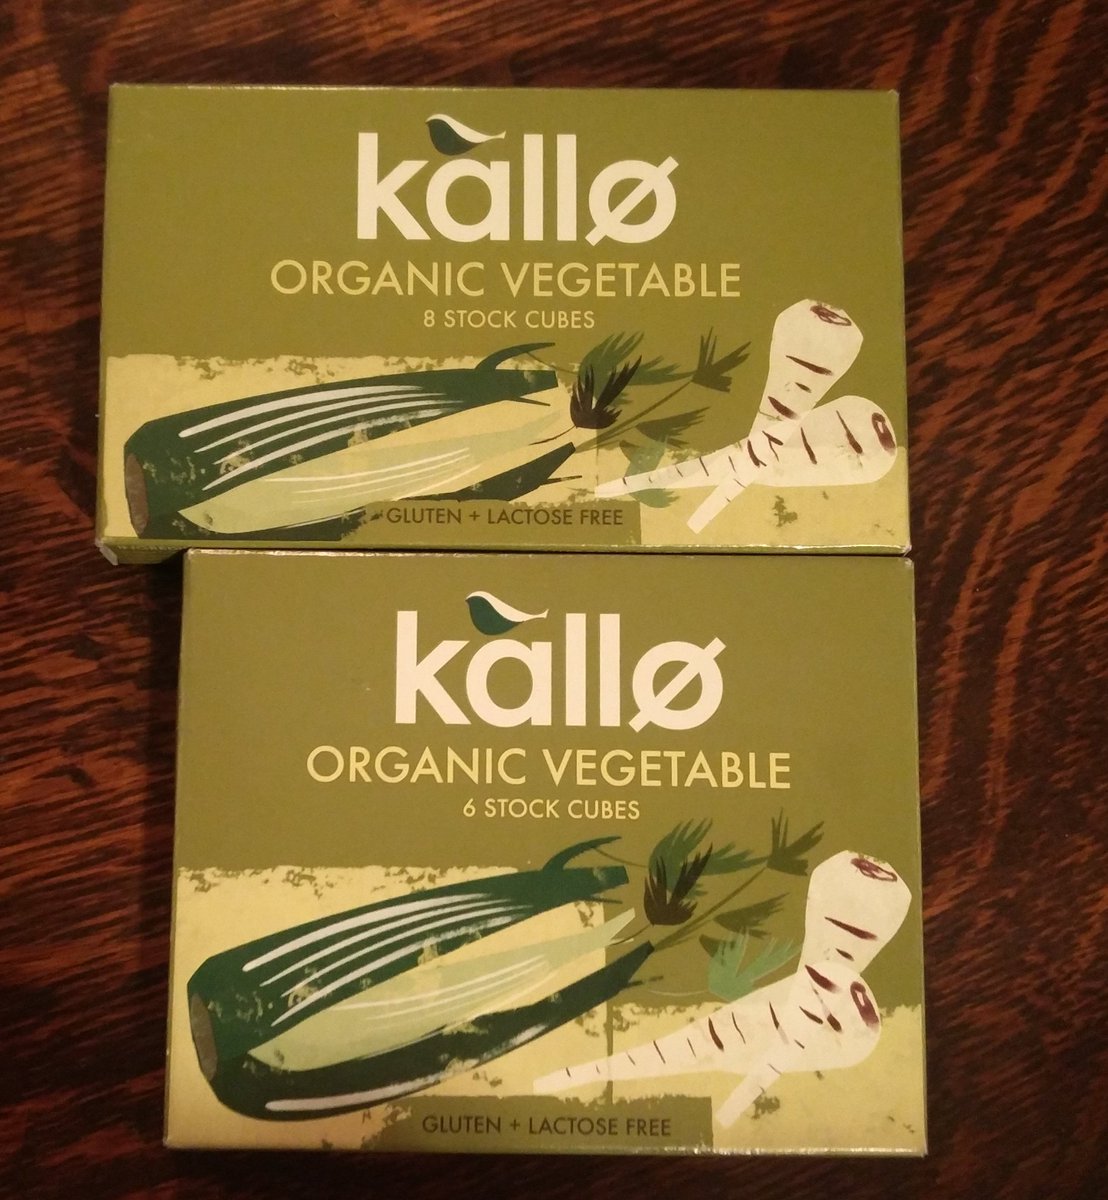 kallø
ORGANIC VEGETABLE
8 STOCK CUBES
GLUTEN + LACTOSE FREE
kallø
ORGANIC VEGETABLE
6 STOCK CUBES
GLUTEN + LACTOSE FREE